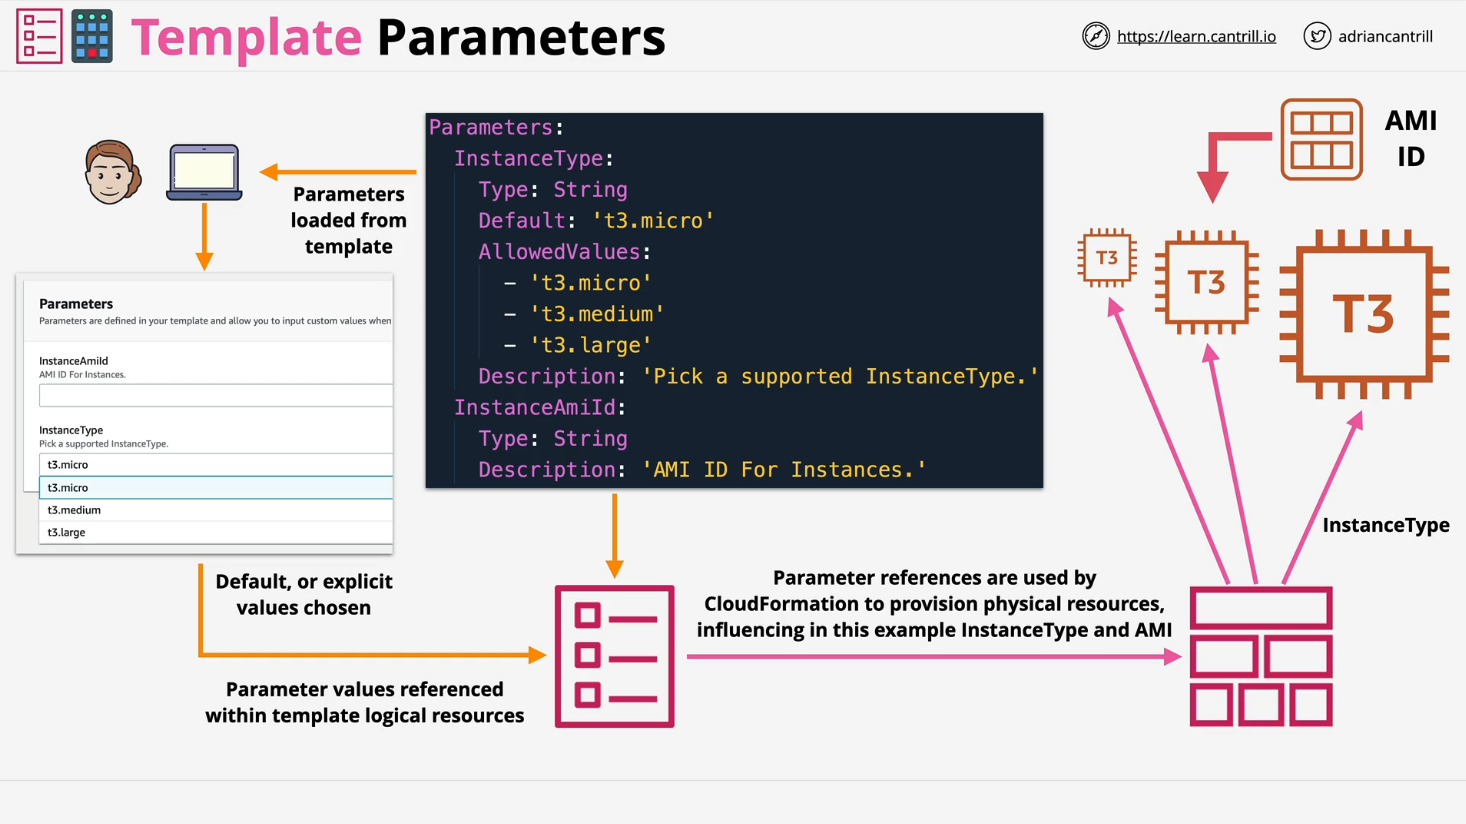 Template Parameters
https://learn.cantrill.io
adriancantrill
Parameters
loaded from
template
Parameters:
InstanceType:
Type: String
Default: 't3.micro'
AllowedValues:
- 't3.micro'
- 't3.medium'
- 't3.large'
Description: 'Pick a supported InstanceType.'
InstanceAmiId:
Type: String
Description: 'AMI ID For Instances.'
AMI
ID
T3
T3
T3
Parameters
Parameters are defined in your template and allow you to input custom values when
InstanceAmiId
AMI ID For Instances.
InstanceType
Pick a supported InstanceType.
t3.micro
t3.micro
t3.medium
t3.large
InstanceType
Default, or explicit
values chosen
Parameter references are used by
CloudFormation to provision physical resources,
influencing in this example InstanceType and AMI
Parameter values referenced
within template logical resources